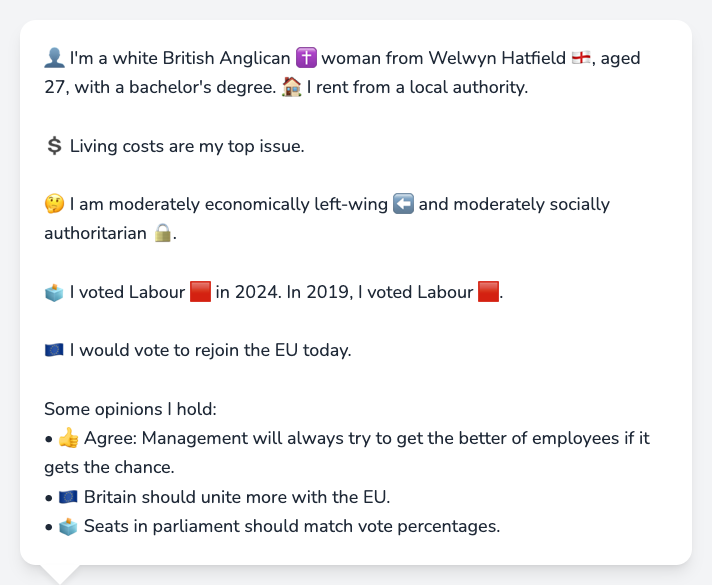 👤 I'm a white British Anglican ✝️ woman from Welwyn Hatfield 🏴󠁧󠁢󠁥󠁮󠁧󠁿, aged
27, with a bachelor's degree. 🏠 I rent from a local authority.
💲 Living costs are my top issue.
🤔 I am moderately economically left-wing ⬅️ and moderately socially
authoritarian 🔒.
🗳️ I voted Labour 🟥 in 2024. In 2019, I voted Labour 🟥.
🇪🇺 I would vote to rejoin the EU today.
Some opinions I hold:
• 👍 Agree: Management will always try to get the better of employees if it
gets the chance.
• 🇪🇺 Britain should unite more with the EU.
• 🗳️ Seats in parliament should match vote percentages.